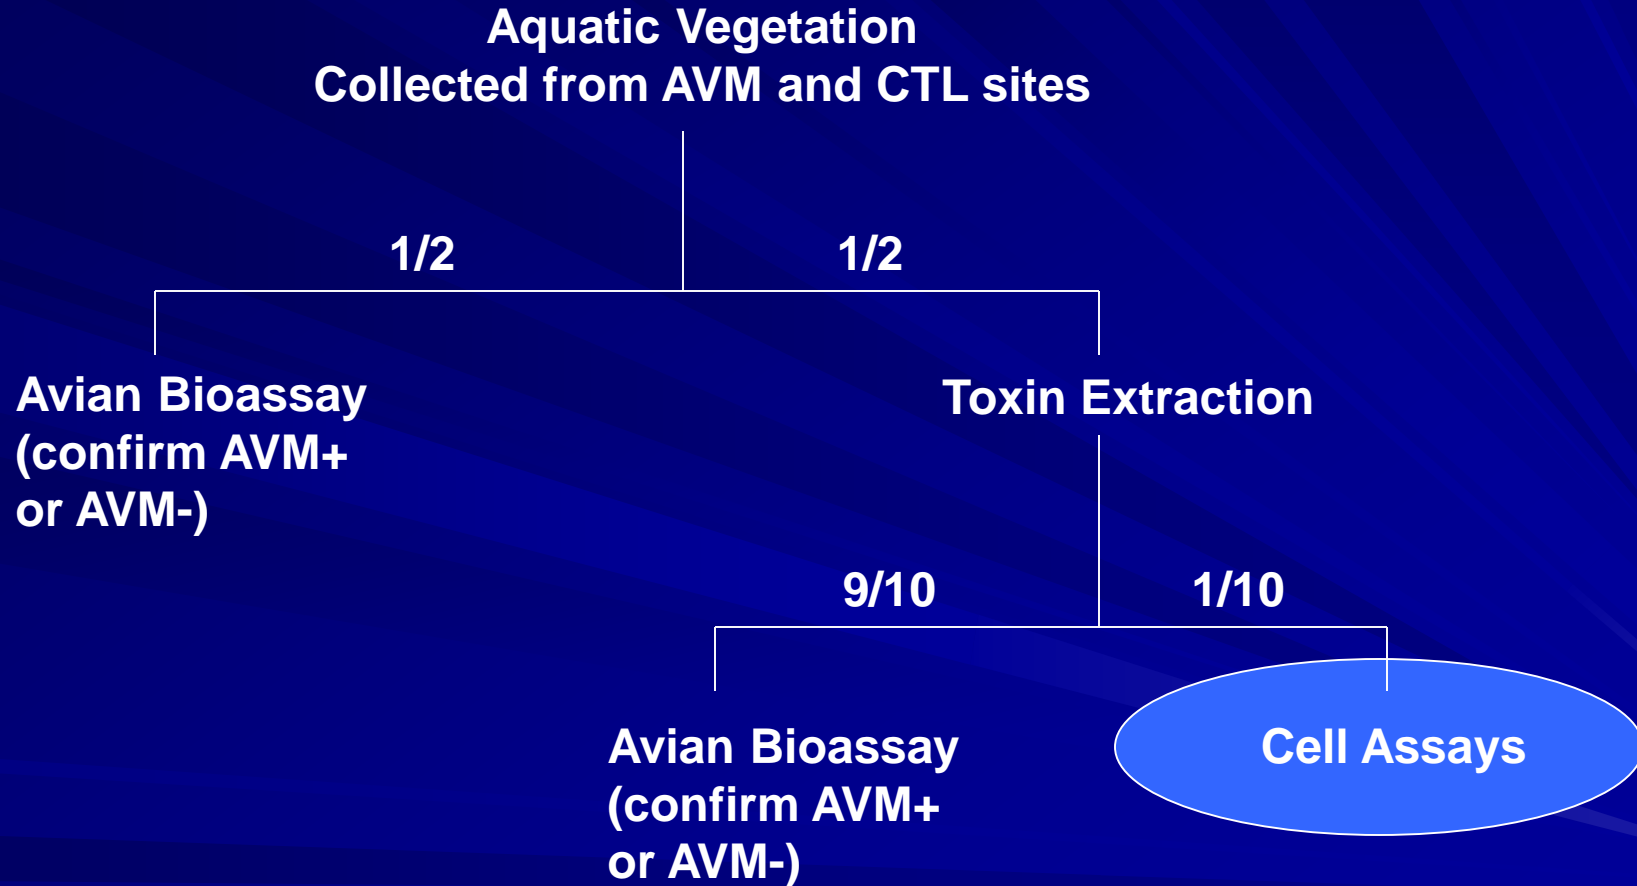 Aquatic Vegetation
Collected from AVM and CTL sites
1/2
1/2
Avian Bioassay
(confirm AVM+
or AVM-)
Toxin Extraction
9/10
1/10
Avian Bioassay
(confirm AVM+
or AVM-)
Cell Assays